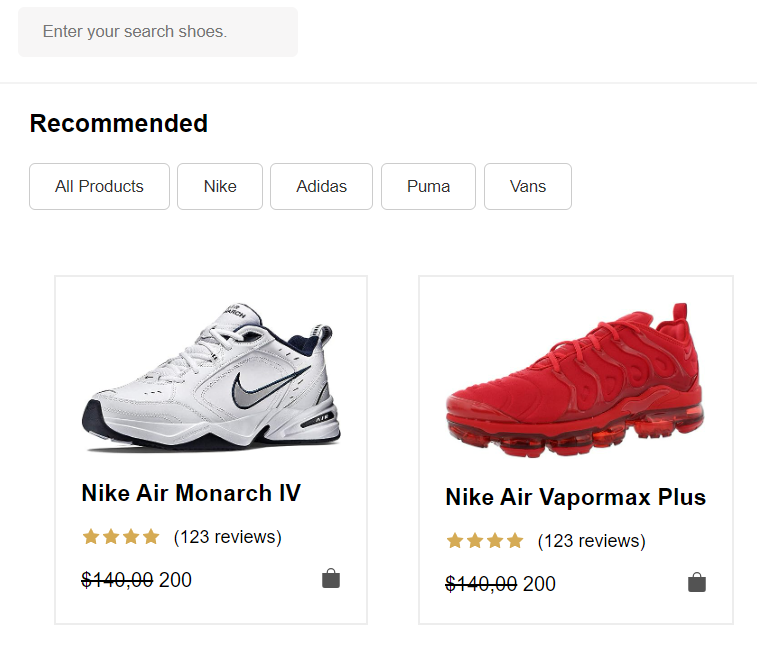 Enter your search shoes.
Recommended
All Products Nike Adidas Puma Vans
Nike Air Monarch IV
(123 reviews)
$140,00 200
Nike Air Vapormax Plus
(123 reviews)
$140,00 200
AIR